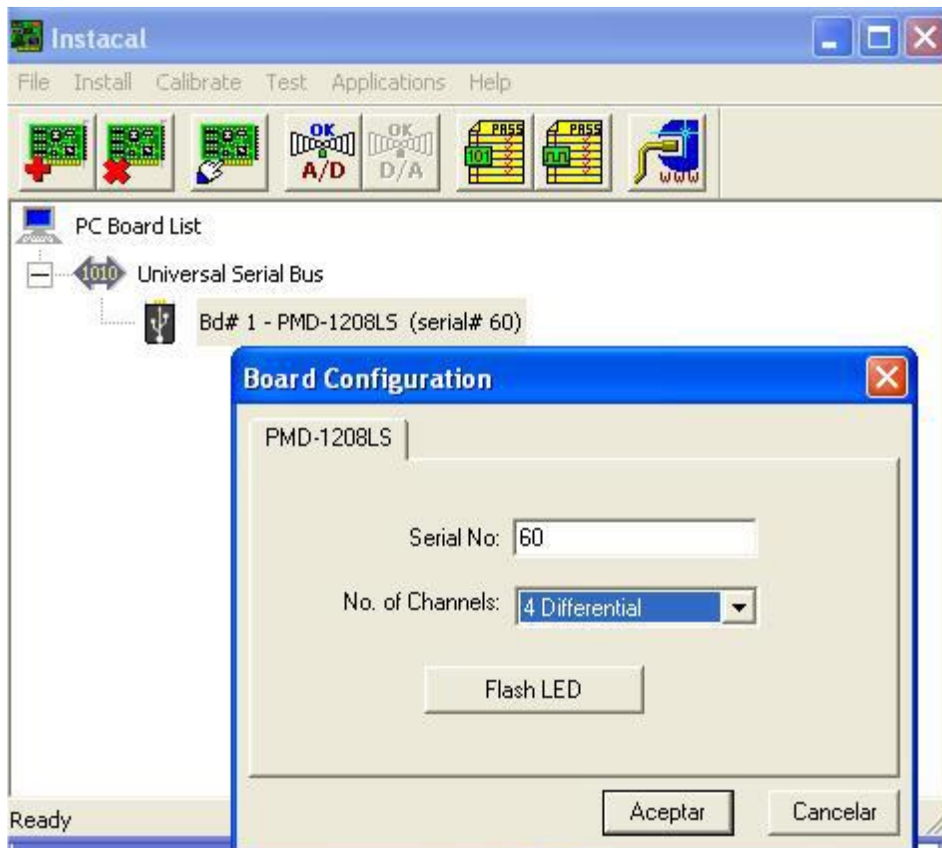 Instacal
File Install Calibrate Test Applications Help
OK A/D OK D/A PASS 101 PASS www
PC Board List
1010 Universal Serial Bus
Bd# 1 - PMD-1208LS (serial# 60)
Board Configuration
PMD-1208LS
Serial No: 60
No. of Channels: 4 Differential
Flash LED
Aceptar Cancelar
Ready